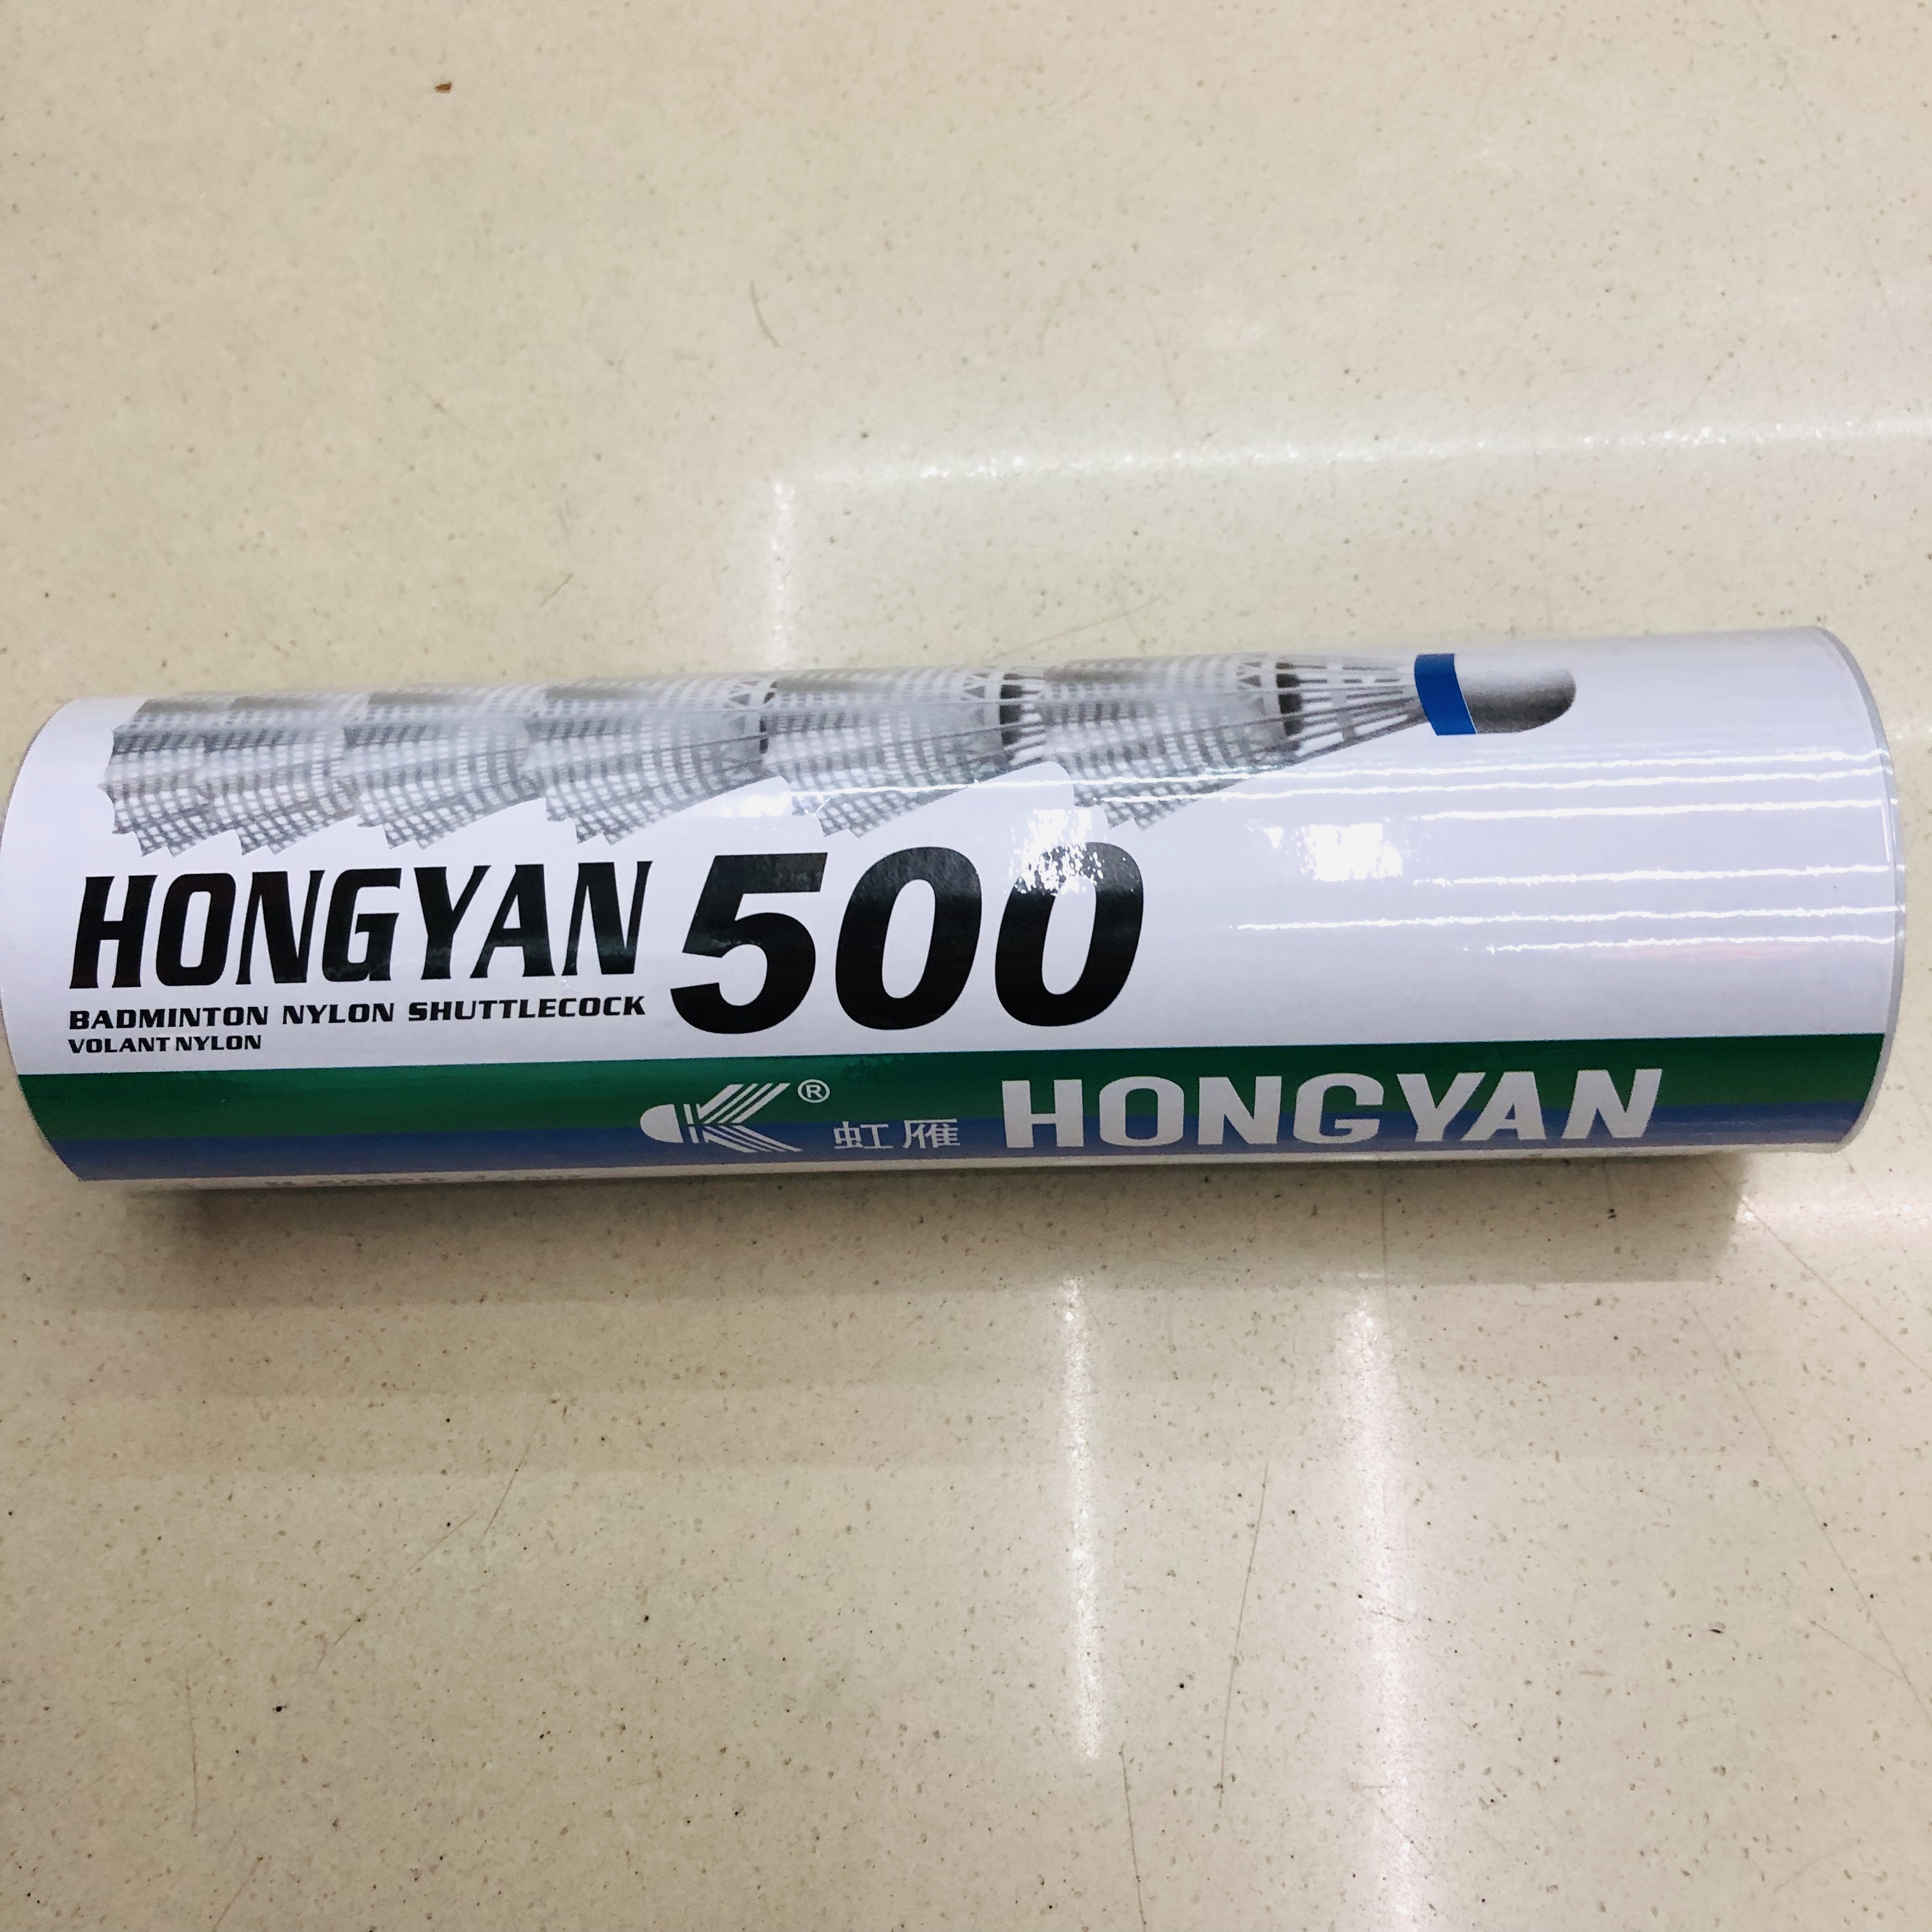 HONGYAN 500
BADMINTON NYLON SHUTTLECOCK
VOLANT NYLON
® 虹雁 HONGYAN